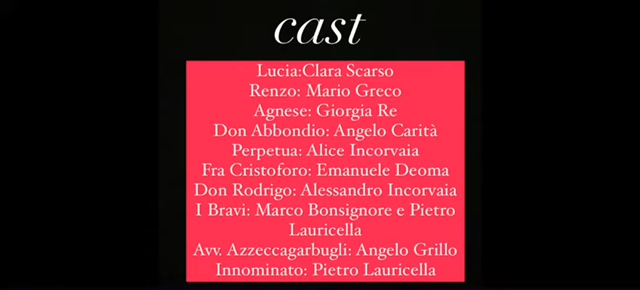 cast
Lucia:Clara Scarso
Renzo: Mario Greco
Agnese: Giorgia Re
Don Abbondio: Angelo Carità
Perpetua: Alice Incorvaia
Fra Cristoforo: Emanuele Deoma
Don Rodrigo: Alessandro Incorvaia
I Bravi: Marco Bonsignore e Pietro
Lauricella
Avv. Azzeccagarbugli: Angelo Grillo
Innominato: Pietro Lauricella